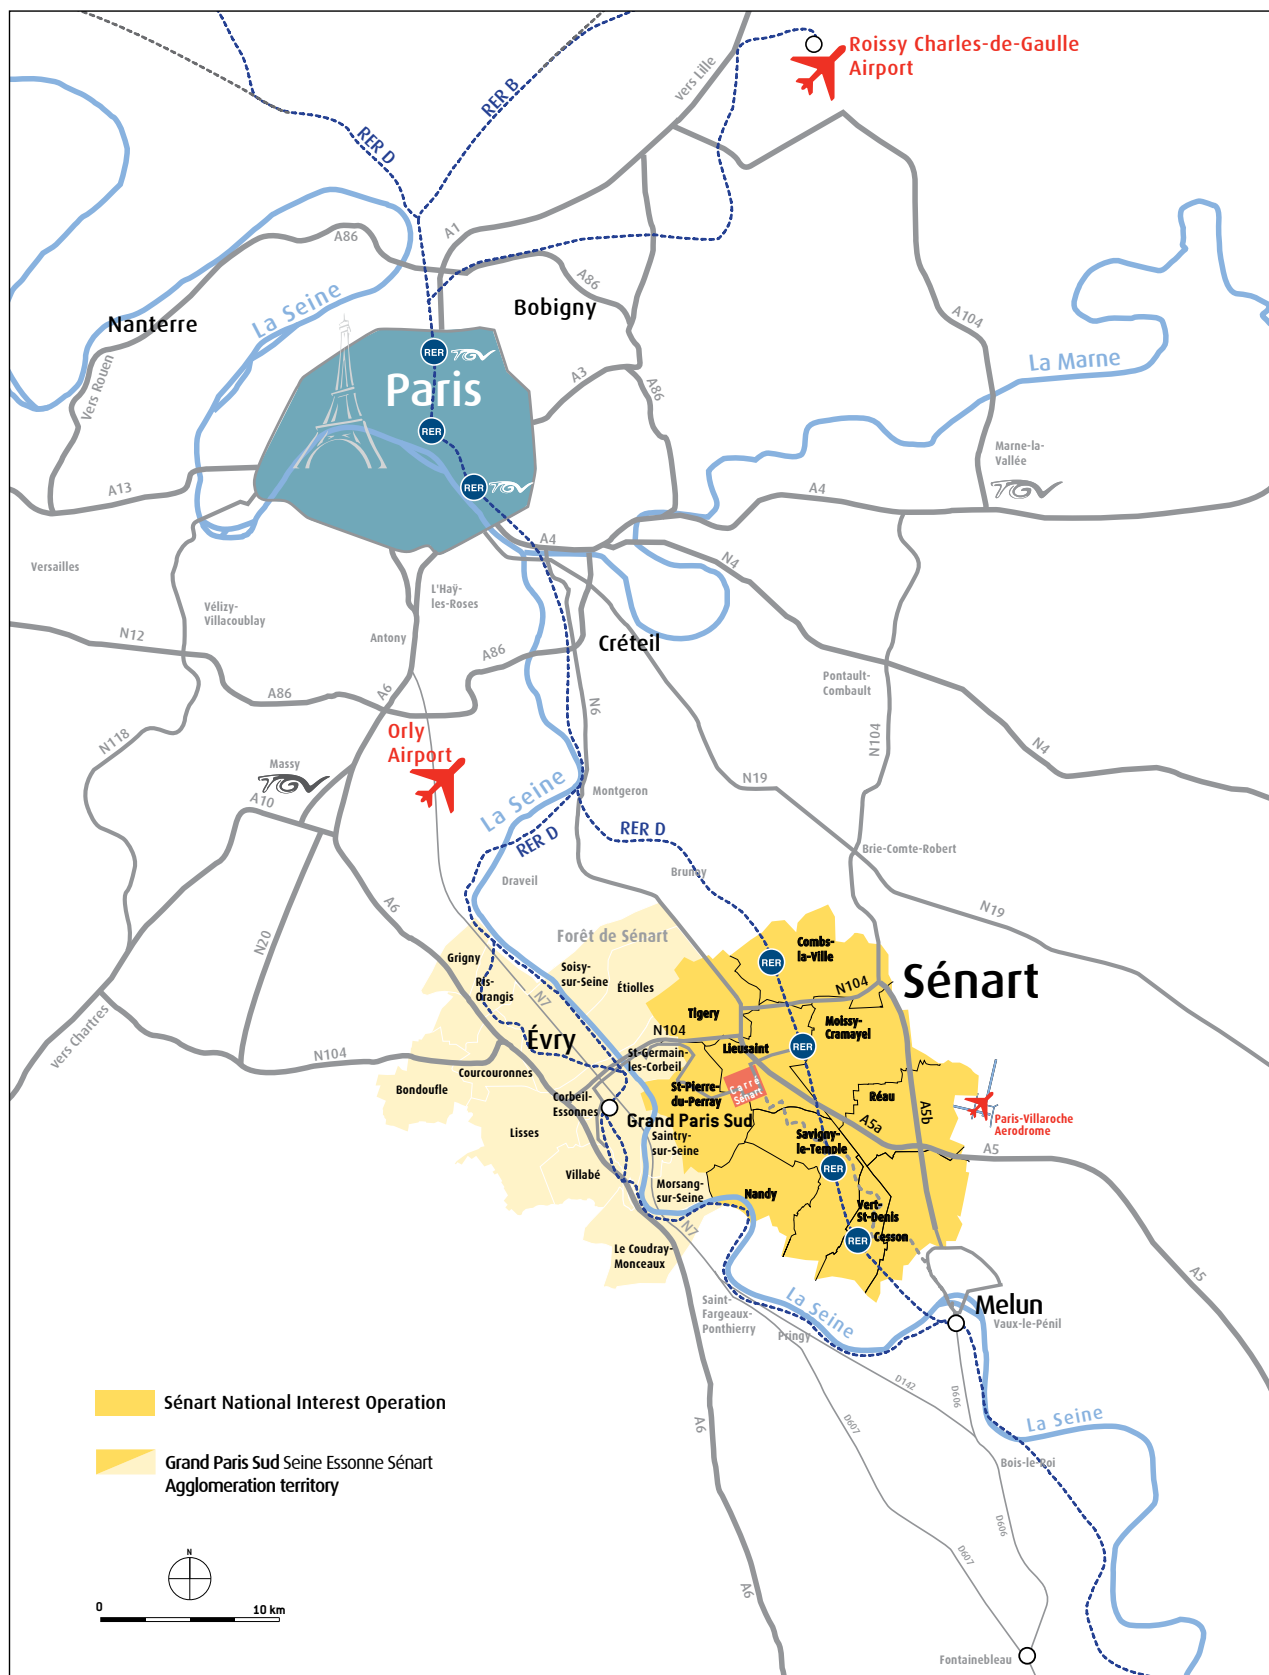 Roissy Charles-de-Gaulle
Airport
vers Lille
RER B
RER D
A1
A86
La Seine
Nanterre
Bobigny
A86
A104
Vers Rouen
RER
TGV
Paris
A3
A86
La Marne
RER
Marne-la-
Vallée
TGV
A13
RER
TGV
A4
A4
N4
Versailles
L'Haÿ-
les-Roses
Vélizy-
Villacoublay
Antony
N12
Créteil
A86
Pontault-
Combault
A86
A6
N6
N118
Orly
Airport
N104
N4
Massy
TGV
A10
La Seine
Montgeron
N19
RER D
RER D
Brie-Comte-Robert
Brunoy
Draveil
A6
N19
N20
Forêt de Sénart
Combs-
la-Ville
Grigny
Soisy-
sur-Seine
RER
Sénart
Ris-
Orangis
Étiolles
N104
N7
Tigery
Moissy-
Cramayel
vers Chartres
Évry
N104
Lieusaint
RER
N104
St-Germain-
les-Corbeil
Courcouronnes
Bondoufle
St-Pierre-
du-Perray
Carré
Sénart
Réau
A5b
Corbeil-
Essonnes
Grand Paris Sud
A5a
Paris-Villaroche
Aerodrome
Lisses
Saintry-
sur-Seine
Savigny-
le-Temple
A5
RER
Villabé
Morsang-
sur-Seine
Nandy
Vert-
St-Denis
N7
RER
Cesson
Le Coudray-
Monceaux
A5
Saint-
Fargeaux-
Ponthierry
La Seine
Melun
Vaux-le-Pénil
Pringy
D142
D606
Sénart National Interest Operation
A6
D607
La Seine
Grand Paris Sud Seine Essonne Sénart
Agglomeration territory
Bois-le-Roi
D606
D607
N
A6
0
10 km
Fontainebleau